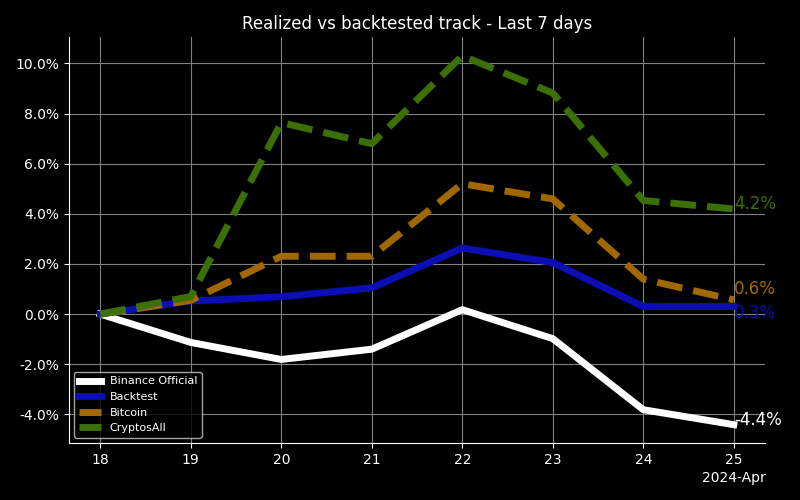 Realized vs backtested track - Last 7 days
10.0%
8.0%
6.0%
4.0%
2.0%
0.0%
-2.0%
-4.0%
4.2%
0.6%
0.3%
-4.4%
Binance Official
Backtest
Bitcoin
CryptosAll
18 19 20 21 22 23 24 25
2024-Apr